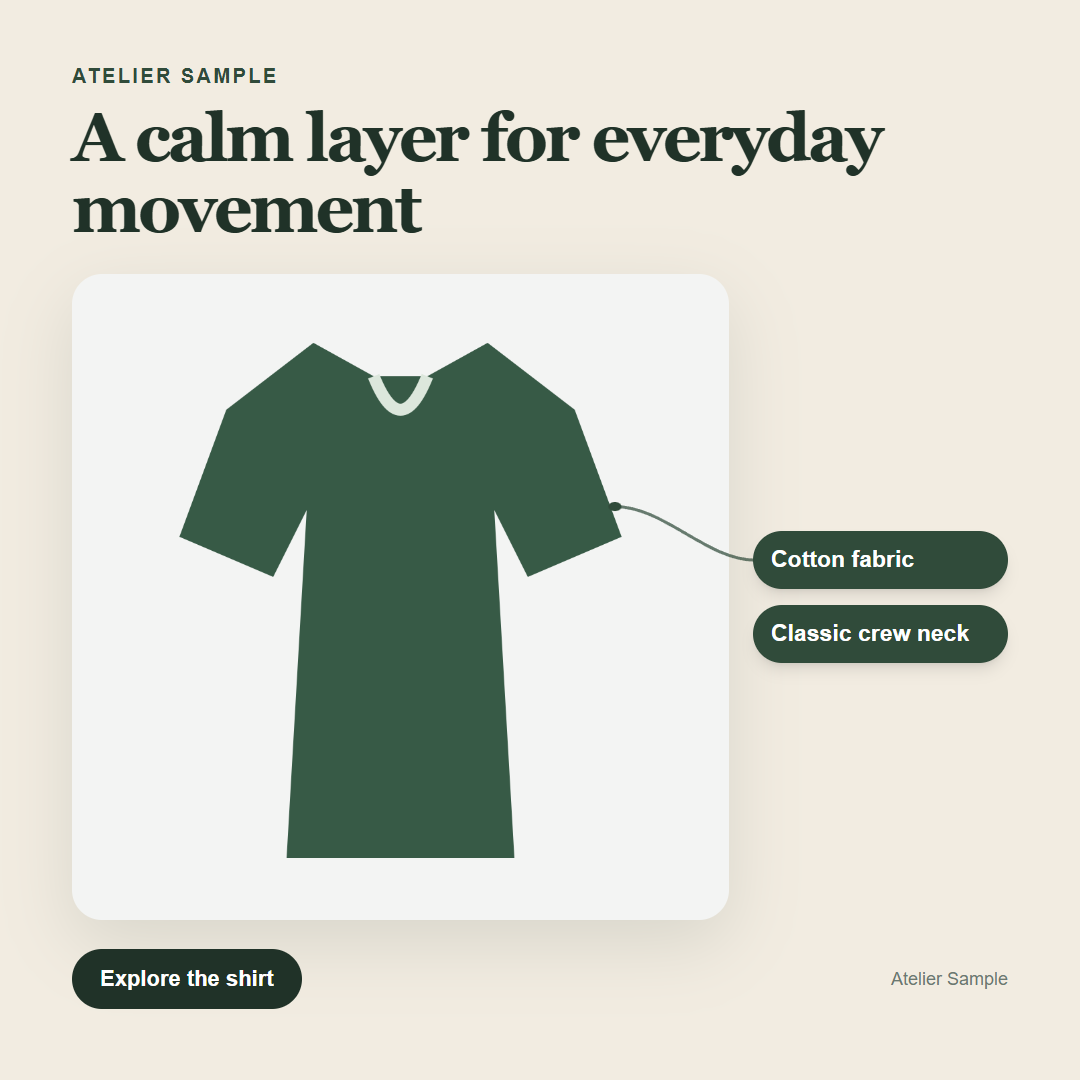 ATELIER SAMPLE
A calm layer for everyday
movement
Cotton fabric
Classic crew neck
Explore the shirt
Atelier Sample